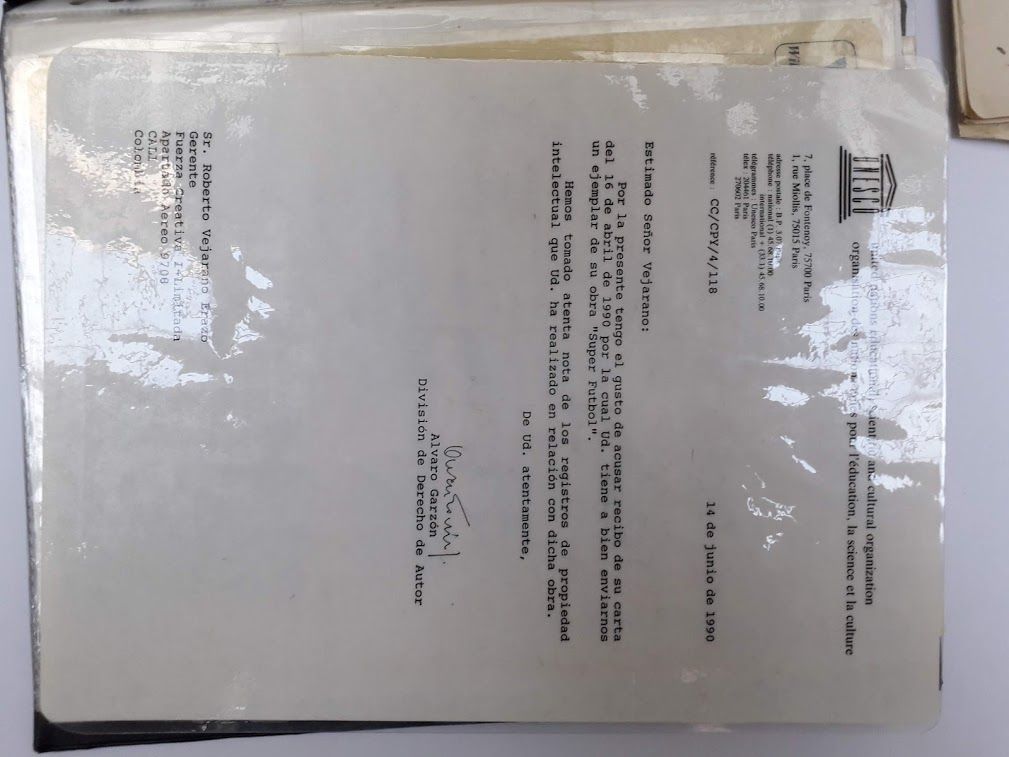 UNESCO
united nations educational, scientific and cultural organization
organisation des nations unies pour l'éducation, la science et la culture
7, place de Fontenoy, 75700 Paris
1, rue Miollis, 75015 Paris
adresse postale : B.P. 3.07 Paris
téléphone : national (1) 45.68.10.00
international + (33.1) 45.68.10.00
télégrammes : Unesco Paris
télex : 204461 Paris
270602 Paris
référence : CC/CPY/4/118
14 de junio de 1990
Estimado Señor Vejarano:
Por la presente tengo el gusto de acusar recibo de su carta
del 16 de abril de 1990 por la cual Ud. tiene a bien enviarnos
un ejemplar de su obra "Super Futbol".
Hemos tomado atenta nota de los registros de propiedad
intelectual que Ud. ha realizado en relación con dicha obra.
De Ud. atentamente,
Alvaro Garzón
División de Derecho de Autor
Sr. Roberto Vejarano Erazo
Gerente
Fuerza Creativa Limitada
Apartado Aereo 9708
CALI
Colombia